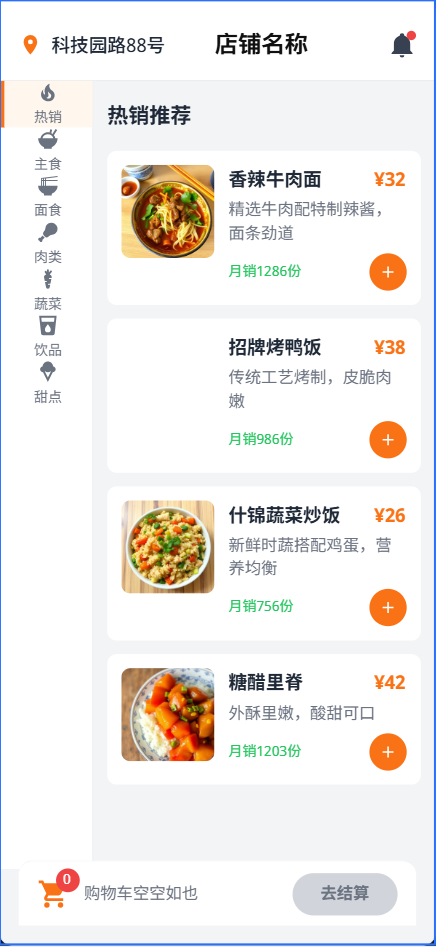 科技园路88号
店铺名称
热销
主食
面食
肉类
蔬菜
饮品
甜点
热销推荐
香辣牛肉面
¥32
精选牛肉配特制辣酱，
面条劲道
月销1286份
+
招牌烤鸭饭
¥38
传统工艺烤制，皮脆肉
嫩
月销986份
+
什锦蔬菜炒饭
¥26
新鲜时蔬搭配鸡蛋，营
养均衡
月销756份
+
糖醋里脊
¥42
外酥里嫩，酸甜可口
月销1203份
+
0
购物车空空如也
去结算